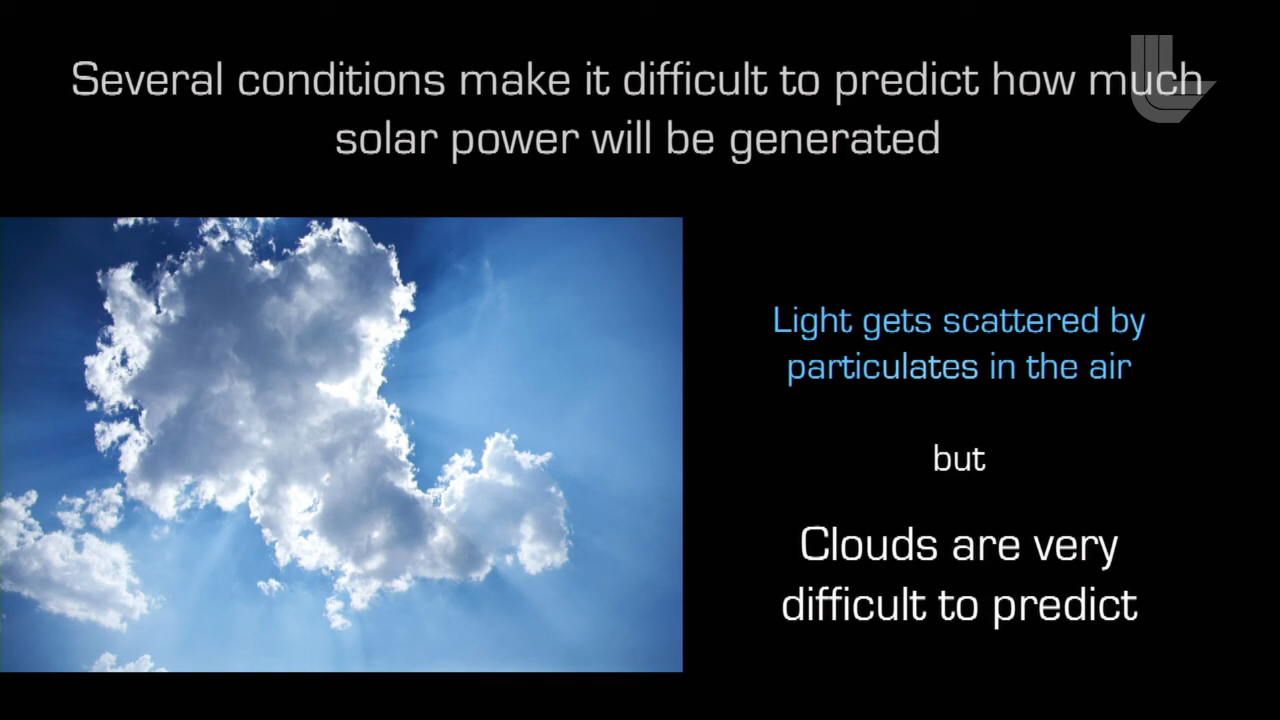 Several conditions make it difficult to predict how much
solar power will be generated
Light gets scattered by
particulates in the air
but
Clouds are very
difficult to predict